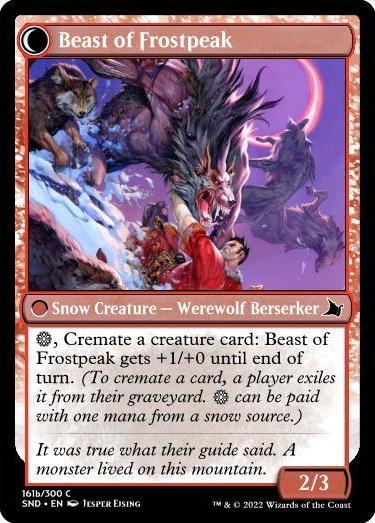 Beast of Frostpeak
Snow Creature — Werewolf Berserker
, Cremate a creature card: Beast of
Frostpeak gets +1/+0 until end of
turn. (To cremate a card, a player exiles
it from their graveyard. can be paid
with one mana from a snow source.)
It was true what their guide said. A
monster lived on this mountain.
2/3
161b/300 C
SND • EN Jesper Ejsing
™ & © 2022 Wizards of the Coast